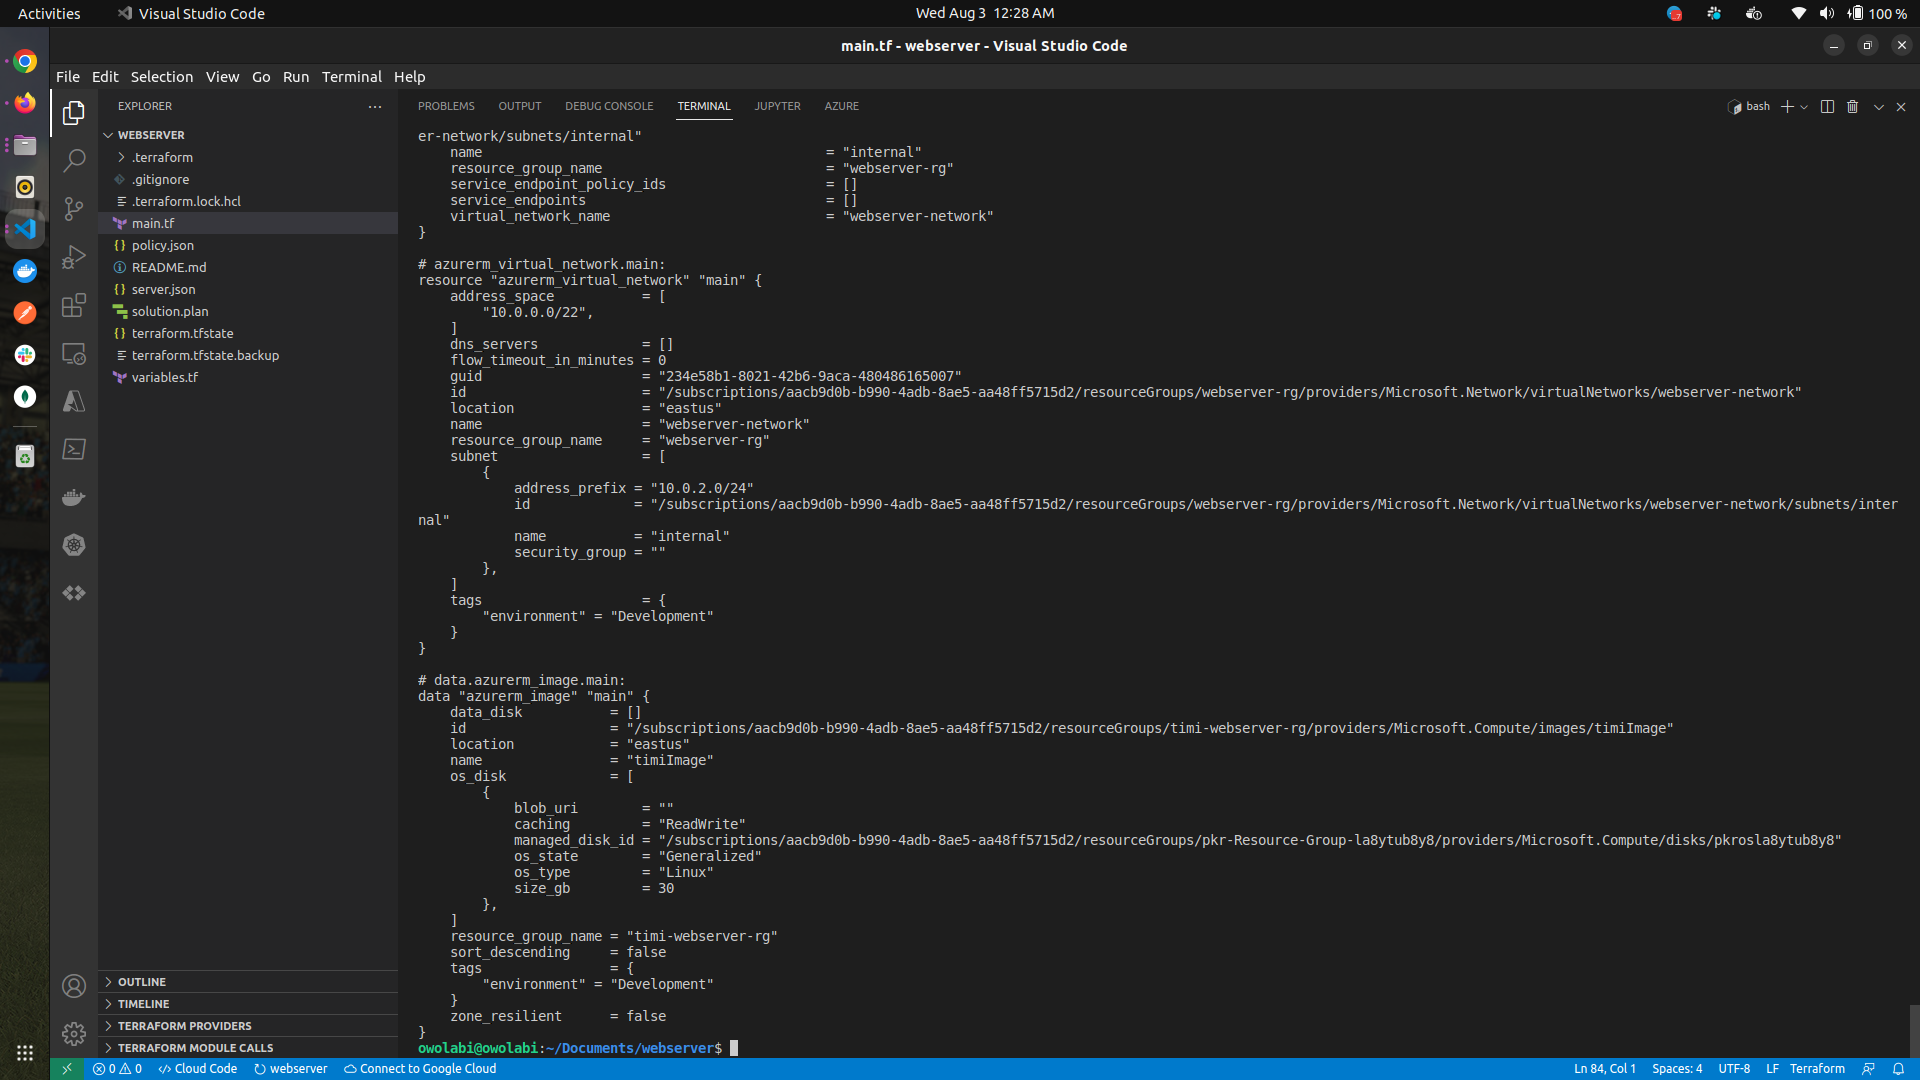 Activities
Visual Studio Code
Wed Aug 3 12:28 AM
100 %
main.tf - webserver - Visual Studio Code
File Edit Selection View Go Run Terminal Help
EXPLORER
WEBSERVER
.terraform
.gitignore
.terraform.lock.hcl
main.tf
policy.json
README.md
server.json
solution.plan
terraform.tfstate
terraform.tfstate.backup
variables.tf
OUTLINE
TIMELINE
TERRAFORM PROVIDERS
TERRAFORM MODULE CALLS
PROBLEMS OUTPUT DEBUG CONSOLE TERMINAL JUPYTER AZURE
bash
er-network/subnets/internal"
name = "internal"
resource_group_name = "webserver-rg"
service_endpoint_policy_ids = []
service_endpoints = []
virtual_network_name = "webserver-network"
}
# azurerm_virtual_network.main:
resource "azurerm_virtual_network" "main" {
address_space = [
"10.0.0.0/22",
]
dns_servers = []
flow_timeout_in_minutes = 0
guid = "234e58b1-8021-42b6-9aca-480486165007"
id = "/subscriptions/aacb9d0b-b990-4adb-8ae5-aa48ff5715d2/resourceGroups/webserver-rg/providers/Microsoft.Network/virtualNetworks/webserver-network"
location = "eastus"
name = "webserver-network"
resource_group_name = "webserver-rg"
subnet = [
{
address_prefix = "10.0.2.0/24"
id = "/subscriptions/aacb9d0b-b990-4adb-8ae5-aa48ff5715d2/resourceGroups/webserver-rg/providers/Microsoft.Network/virtualNetworks/webserver-network/subnets/inter
nal"
name = "internal"
security_group = ""
},
]
tags = {
"environment" = "Development"
}
}
# data.azurerm_image.main:
data "azurerm_image" "main" {
data_disk = []
id = "/subscriptions/aacb9d0b-b990-4adb-8ae5-aa48ff5715d2/resourceGroups/timi-webserver-rg/providers/Microsoft.Compute/images/timiImage"
location = "eastus"
name = "timiImage"
os_disk = [
{
blob_uri = ""
caching = "ReadWrite"
managed_disk_id = "/subscriptions/aacb9d0b-b990-4adb-8ae5-aa48ff5715d2/resourceGroups/pkr-Resource-Group-la8ytub8y8/providers/Microsoft.Compute/disks/pkrosla8ytub8y8"
os_state = "Generalized"
os_type = "Linux"
size_gb = 30
},
]
resource_group_name = "timi-webserver-rg"
sort_descending = false
tags = {
"environment" = "Development"
}
zone_resilient = false
}
owolabi@owolabi:~/Documents/webserver$
0 0 Cloud Code webserver Connect to Google Cloud
Ln 84, Col 1 Spaces: 4 UTF-8 LF Terraform